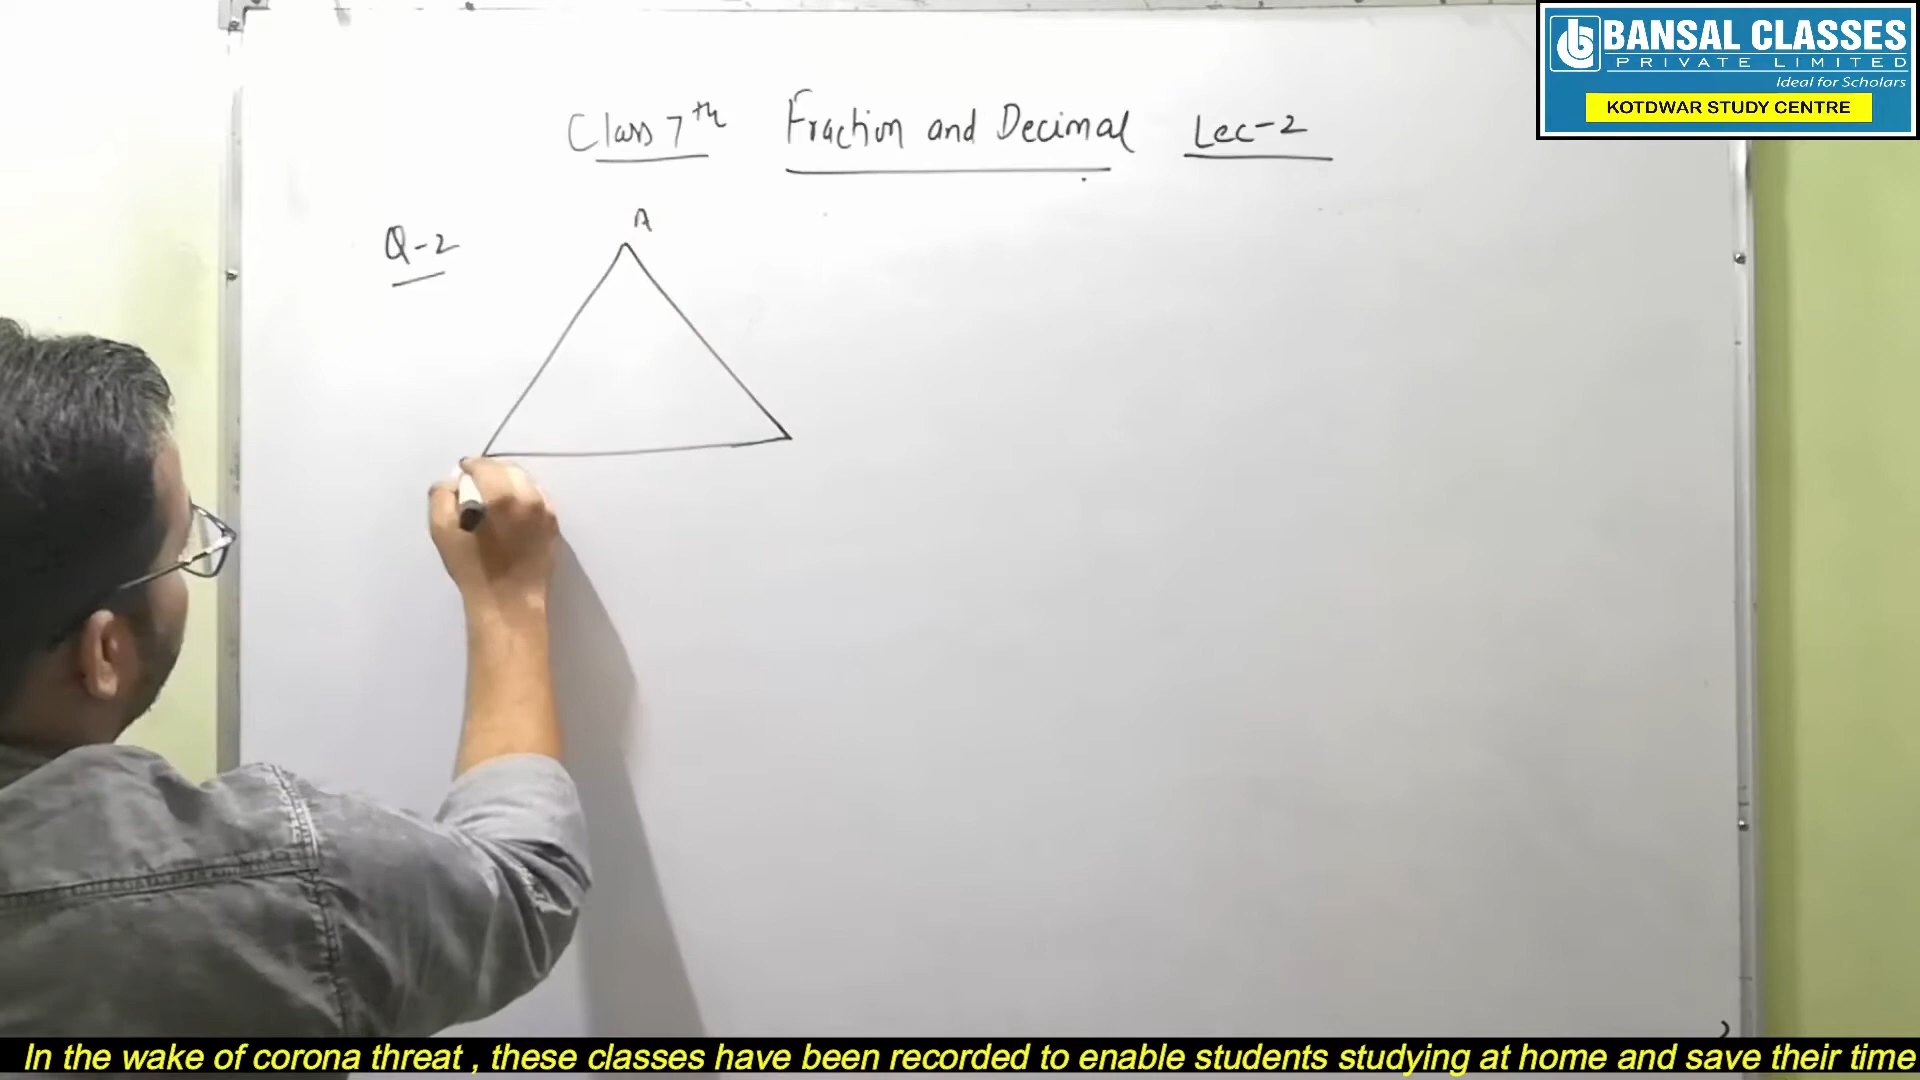 BANSAL CLASSES
PRIVATE LIMITED
Ideal for Scholars
KOTDWAR STUDY CENTRE
Class 7th Fraction and Decimal Lec-2
Q-2
A
In the wake of corona threat , these classes have been recorded to enable students studying at home and save their time